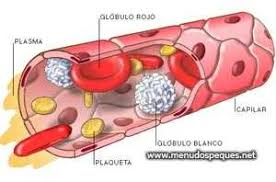 GLÓBULO ROJO
PLASMA
CAPILAR
GLÓBULO BLANCO
PLAQUETA
www.menudospeques.net